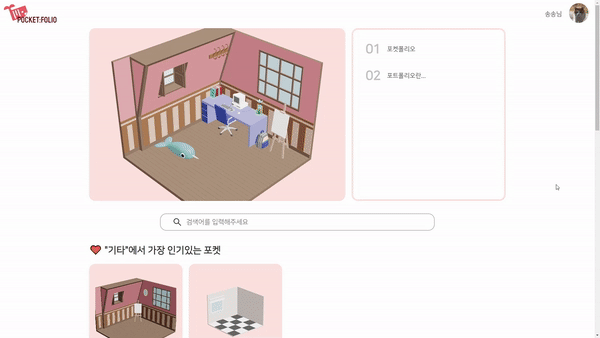 POCKET:FOLIO
송송님
01 포켓폴리오
02 포트폴리오란...
검색어를 입력해주세요
"기타"에서 가장 인기있는 포켓